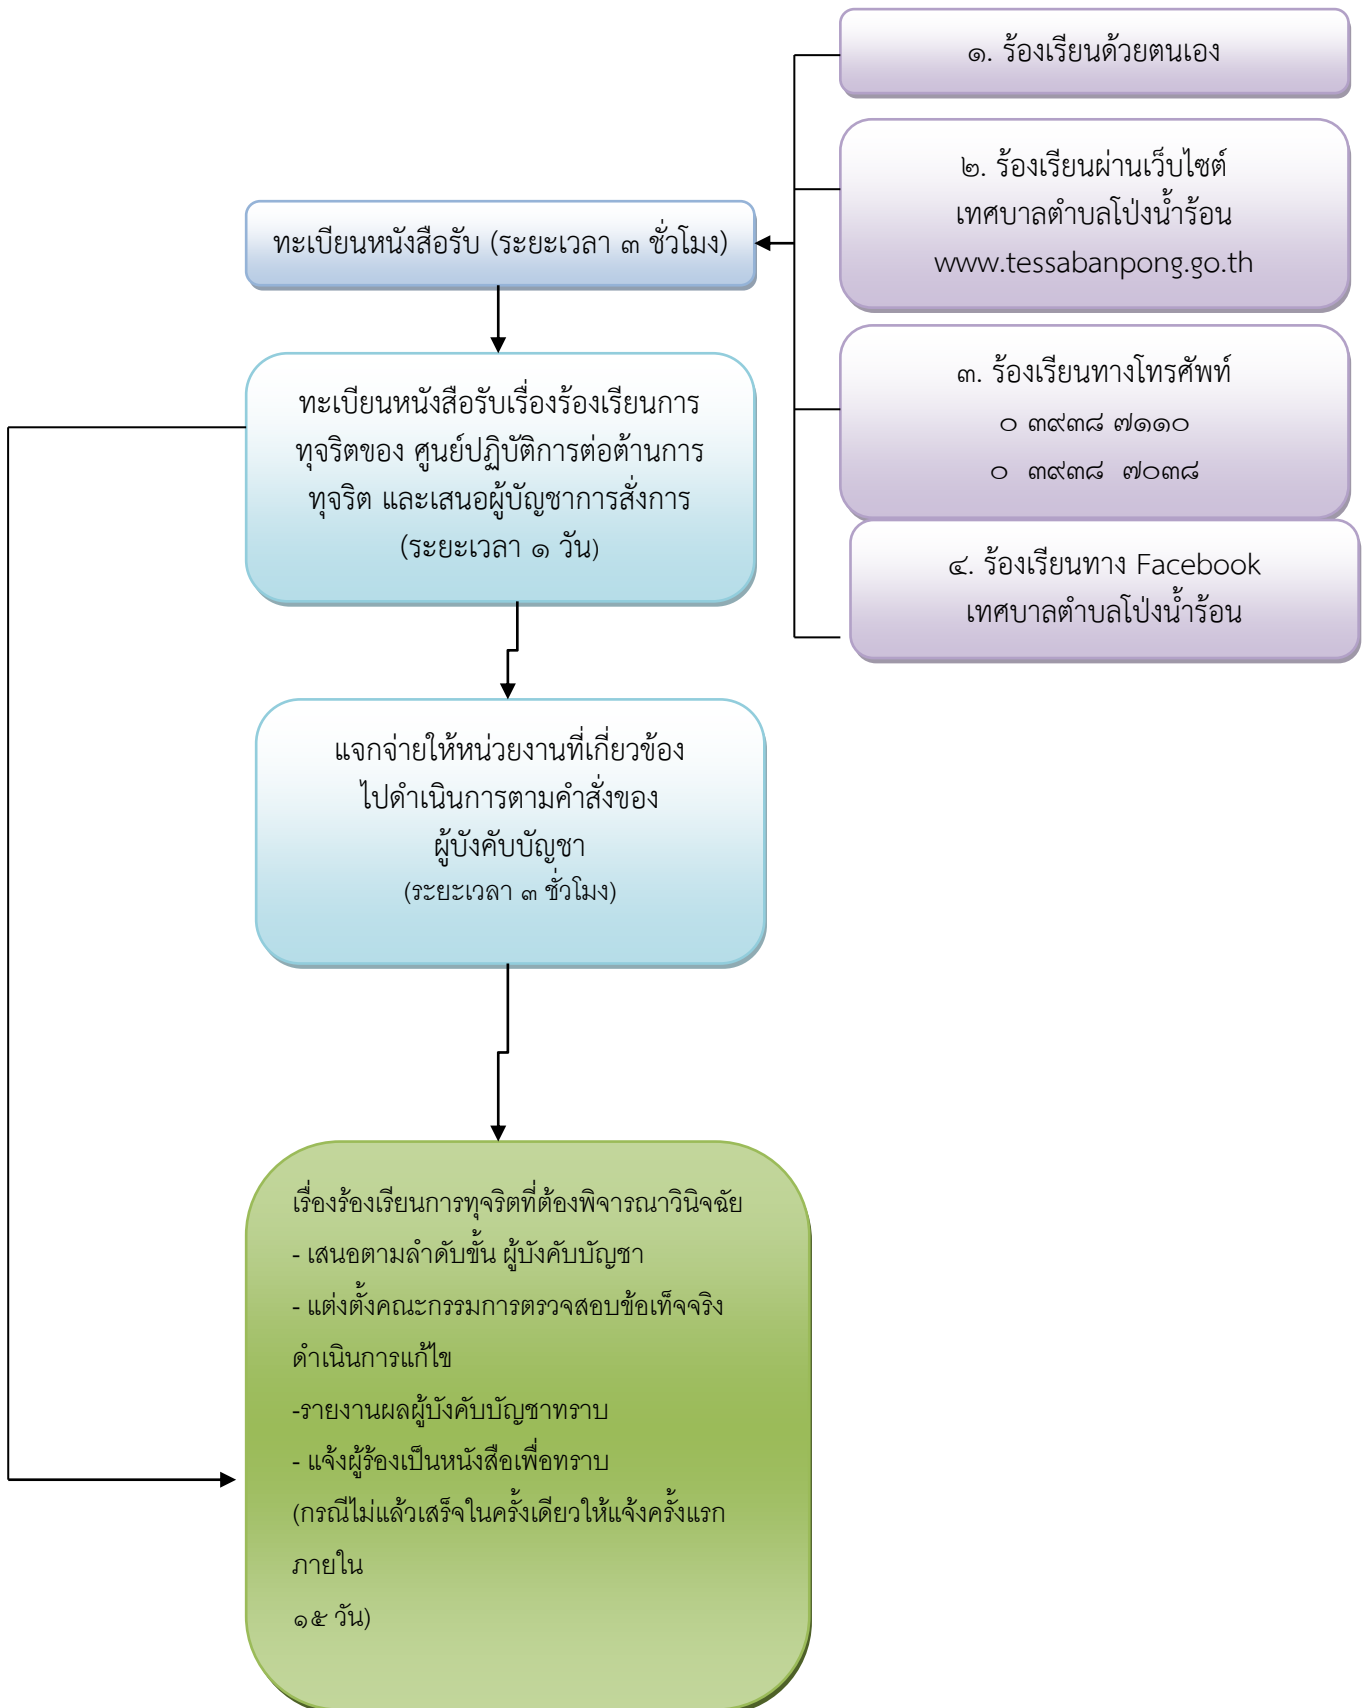 ๑. ร้องเรียนด้วยตนเอง
๒. ร้องเรียนผ่านเว็บไซต์
เทศบาลตำบลโป่งน้ำร้อน
www.tessabanpong.go.th
๓. ร้องเรียนทางโทรศัพท์
๐ ๓๙๓๘ ๗๑๑๐
๐ ๓๙๓๘ ๗๐๓๘
๔. ร้องเรียนทาง Facebook
เทศบาลตำบลโป่งน้ำร้อน
ทะเบียนหนังสือรับ (ระยะเวลา ๓ ชั่วโมง)
ทะเบียนหนังสือรับเรื่องร้องเรียนการ
ทุจริตของ ศูนย์ปฏิบัติการต่อต้านการ
ทุจริต และเสนอผู้บัญชาการสั่งการ
(ระยะเวลา ๑ วัน)
แจกจ่ายให้หน่วยงานที่เกี่ยวข้อง
ไปดำเนินการตามคำสั่งของ
ผู้บังคับบัญชา
(ระยะเวลา ๓ ชั่วโมง)
เรื่องร้องเรียนการทุจริตที่ต้องพิจารณาวินิจฉัย
- เสนอตามลำดับขั้น ผู้บังคับบัญชา
- แต่งตั้งคณะกรรมการตรวจสอบข้อเท็จจริง
ดำเนินการแก้ไข
-รายงานผลผู้บังคับบัญชาทราบ
- แจ้งผู้ร้องเป็นหนังสือเพื่อทราบ
(กรณีไม่แล้วเสร็จในครั้งเดียวให้แจ้งครั้งแรก
ภายใน
๑๕ วัน)